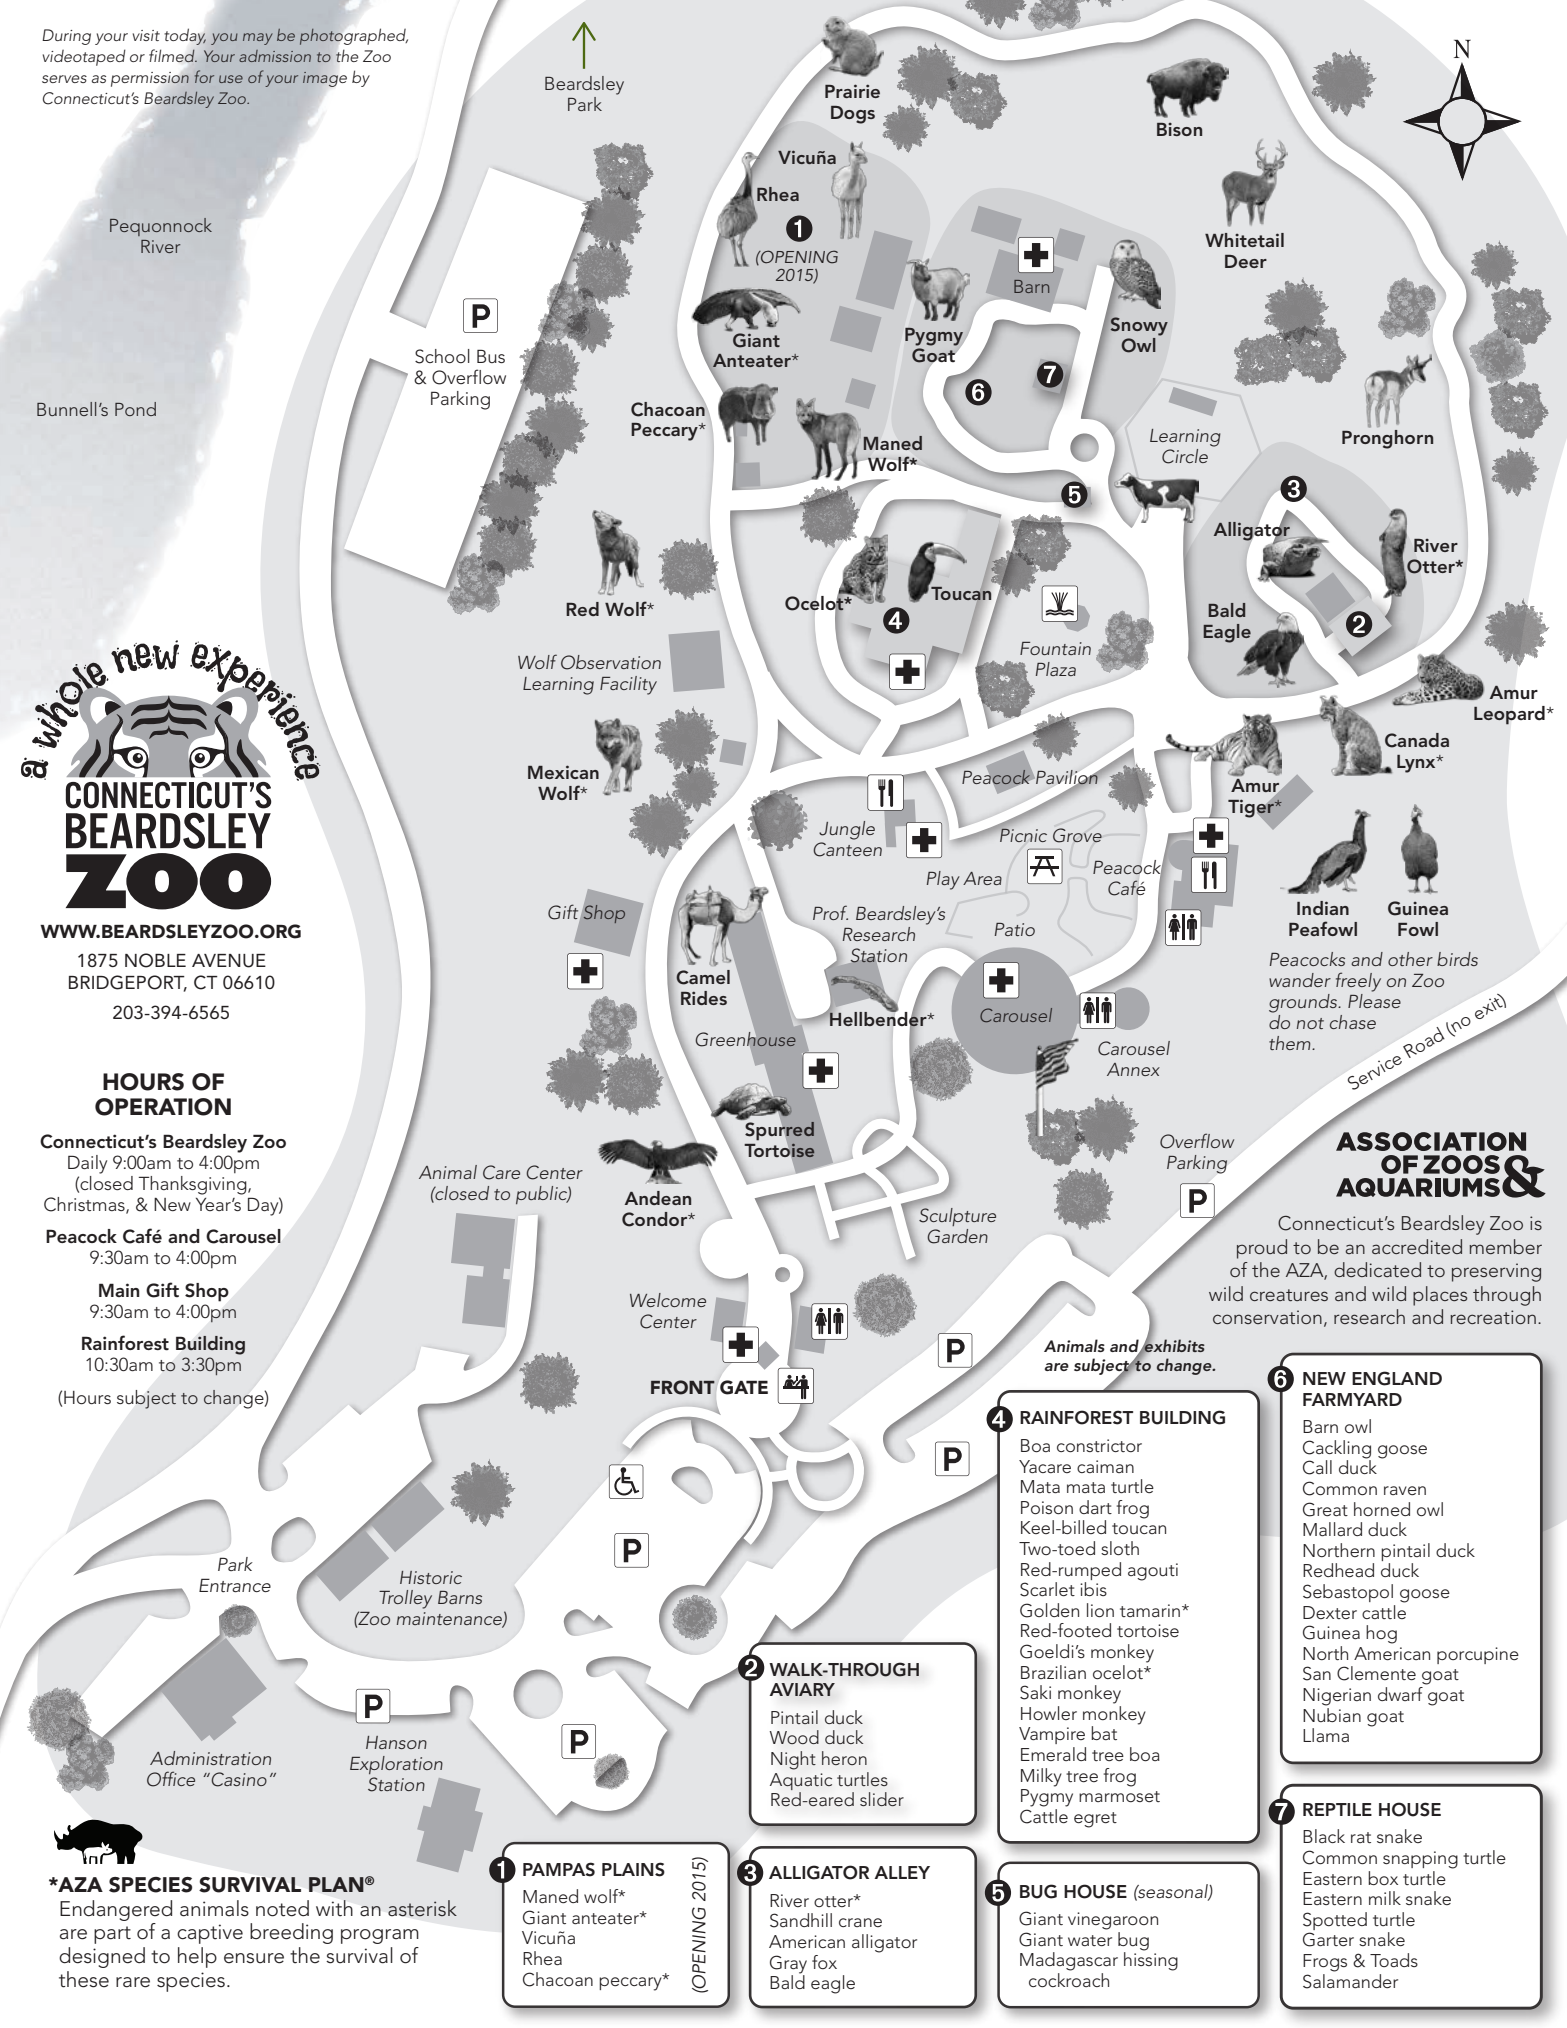 During your visit today, you may be photographed,
videotaped or filmed. Your admission to the Zoo
serves as permission for use of your image by
Connecticut's Beardsley Zoo.
Beardsley
Park
N
Prairie
Dogs
Bison
Vicuña
Rhea
1
(OPENING
2015)
Whitetail
Deer
Pequonnock
River
Barn
P
School Bus
& Overflow
Parking
Giant
Anteater*
Pygmy
Goat
Snowy
Owl
7
6
Bunnell's Pond
Chacoan
Peccary*
Maned
Wolf*
Learning
Circle
Pronghorn
5
3
Alligator
River
Otter*
Red Wolf*
Ocelot*
Toucan
4
Bald
Eagle
2
Wolf Observation
Learning Facility
Fountain
Plaza
Amur
Leopard*
a whole new experience
CONNECTICUT'S
BEARDSLEY
ZOO
WWW.BEARDSLEYZOO.ORG
1875 NOBLE AVENUE
BRIDGEPORT, CT 06610
203-394-6565
Mexican
Wolf*
Peacock Pavilion
Canada
Lynx*
Amur
Tiger*
Jungle
Canteen
Picnic Grove
Play Area
Peacock
Café
Gift Shop
Prof. Beardsley's
Research
Station
Patio
Indian
Peafowl
Guinea
Fowl
Peacocks and other birds
wander freely on Zoo
grounds. Please
do not chase
them.
Camel
Rides
Hellbender*
Carousel
Greenhouse
Carousel
Annex
Service Road (no exit)
HOURS OF
OPERATION
Connecticut's Beardsley Zoo
Daily 9:00am to 4:00pm
(closed Thanksgiving,
Christmas, & New Year's Day)
Peacock Café and Carousel
9:30am to 4:00pm
Main Gift Shop
9:30am to 4:00pm
Rainforest Building
10:30am to 3:30pm
(Hours subject to change)
Spurred
Tortoise
Animal Care Center
(closed to public)
Andean
Condor*
Overflow
Parking
P
Sculpture
Garden
ASSOCIATION
OF ZOOS
AQUARIUMS &
Connecticut's Beardsley Zoo is
proud to be an accredited member
of the AZA, dedicated to preserving
wild creatures and wild places through
conservation, research and recreation.
Welcome
Center
P
FRONT GATE
P
P
Animals and exhibits
are subject to change.
Park
Entrance
Historic
Trolley Barns
(Zoo maintenance)
P
P
Administration
Office "Casino"
Hanson
Exploration
Station
*AZA SPECIES SURVIVAL PLAN®
Endangered animals noted with an asterisk
are part of a captive breeding program
designed to help ensure the survival of
these rare species.
1 PAMPAS PLAINS
Maned wolf*
Giant anteater*
Vicuña
Rhea
Chacoan peccary*
(OPENING 2015)
2 WALK-THROUGH
AVIARY
Pintail duck
Wood duck
Night heron
Aquatic turtles
Red-eared slider
3 ALLIGATOR ALLEY
River otter*
Sandhill crane
American alligator
Gray fox
Bald eagle
4 RAINFOREST BUILDING
Boa constrictor
Yacare caiman
Mata mata turtle
Poison dart frog
Keel-billed toucan
Two-toed sloth
Red-rumped agouti
Scarlet ibis
Golden lion tamarin*
Red-footed tortoise
Goeldi's monkey
Brazilian ocelot*
Saki monkey
Howler monkey
Vampire bat
Emerald tree boa
Milky tree frog
Pygmy marmoset
Cattle egret
5 BUG HOUSE (seasonal)
Giant vinegaroon
Giant water bug
Madagascar hissing
cockroach
6 NEW ENGLAND
FARMYARD
Barn owl
Cackling goose
Call duck
Common raven
Great horned owl
Mallard duck
Northern pintail duck
Redhead duck
Sebastopol goose
Dexter cattle
Guinea hog
North American porcupine
San Clemente goat
Nigerian dwarf goat
Nubian goat
Llama
7 REPTILE HOUSE
Black rat snake
Common snapping turtle
Eastern box turtle
Eastern milk snake
Spotted turtle
Garter snake
Frogs & Toads
Salamander